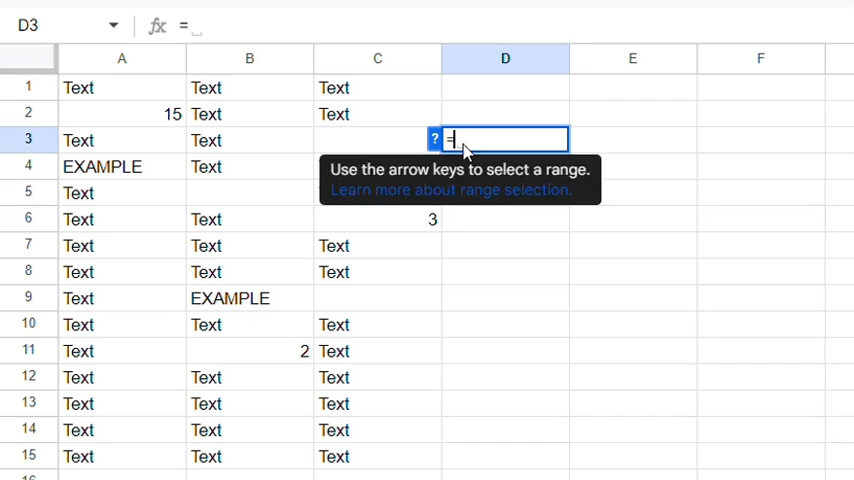 D3 fx =
A B C D E F
1 Text Text Text
2 15 Text Text
3 Text Text ? =
4 EXAMPLE Text
Use the arrow keys to select a range.
Learn more about range selection.
5 Text
6 Text Text 3
7 Text Text Text
8 Text Text Text
9 Text EXAMPLE
10 Text Text Text
11 Text 2 Text
12 Text Text Text
13 Text Text Text
14 Text Text Text
15 Text Text Text
16